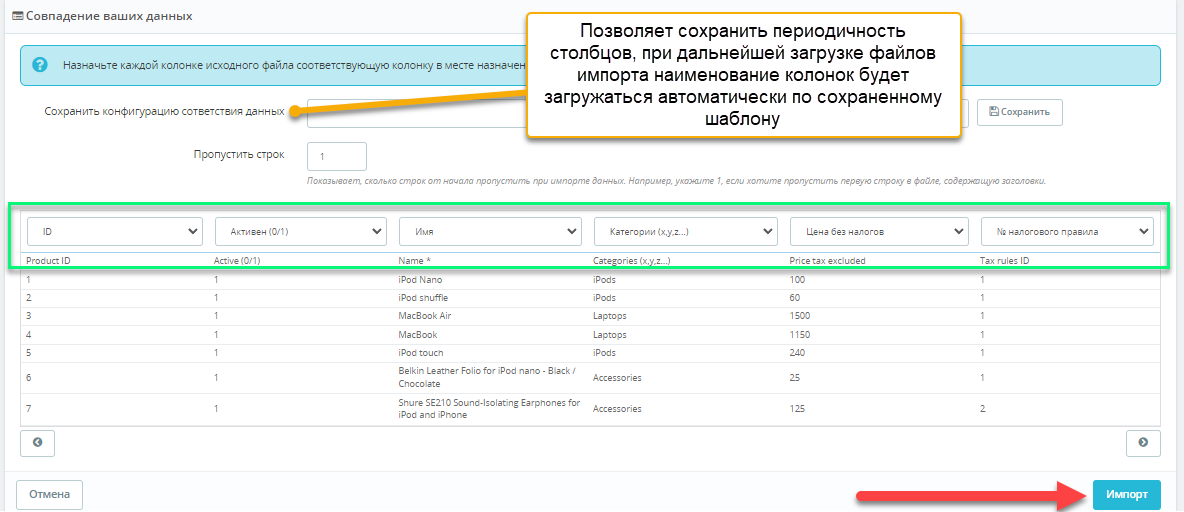 Совпадение ваших данных
Позволяет сохранить периодичность
столбцов, при дальнейшей загрузке файлов
импорта наименование колонок будет
загружаться автоматически по сохраненному
шаблону
Назначьте каждой колонке исходного файла соответствующую колонку в месте назначен
Сохранить конфигурацию сответствия данных
Сохранить
Пропустить строк 1
Показывает, сколько строк от начала пропустить при импорте данных. Например, укажите 1, если хотите пропустить первую строку в файле, содержащую заголовки.
ID Активен (0/1) Имя Категории (x,y,z...) Цена без налогов № налогового правила
Product ID Active (0/1) Name * Categories (x,y,z...) Price tax excluded Tax rules ID
1 1 iPod Nano iPods 100 1
2 1 iPod shuffle iPods 60 1
3 1 MacBook Air Laptops 1500 1
4 1 MacBook Laptops 1150 1
5 1 iPod touch iPods 240 1
6 1 Belkin Leather Folio for iPod nano - Black / Accessories 25 1
Chocolate
7 1 Shure SE210 Sound-Isolating Earphones for Accessories 125 2
iPod and iPhone
Отмена Импорт